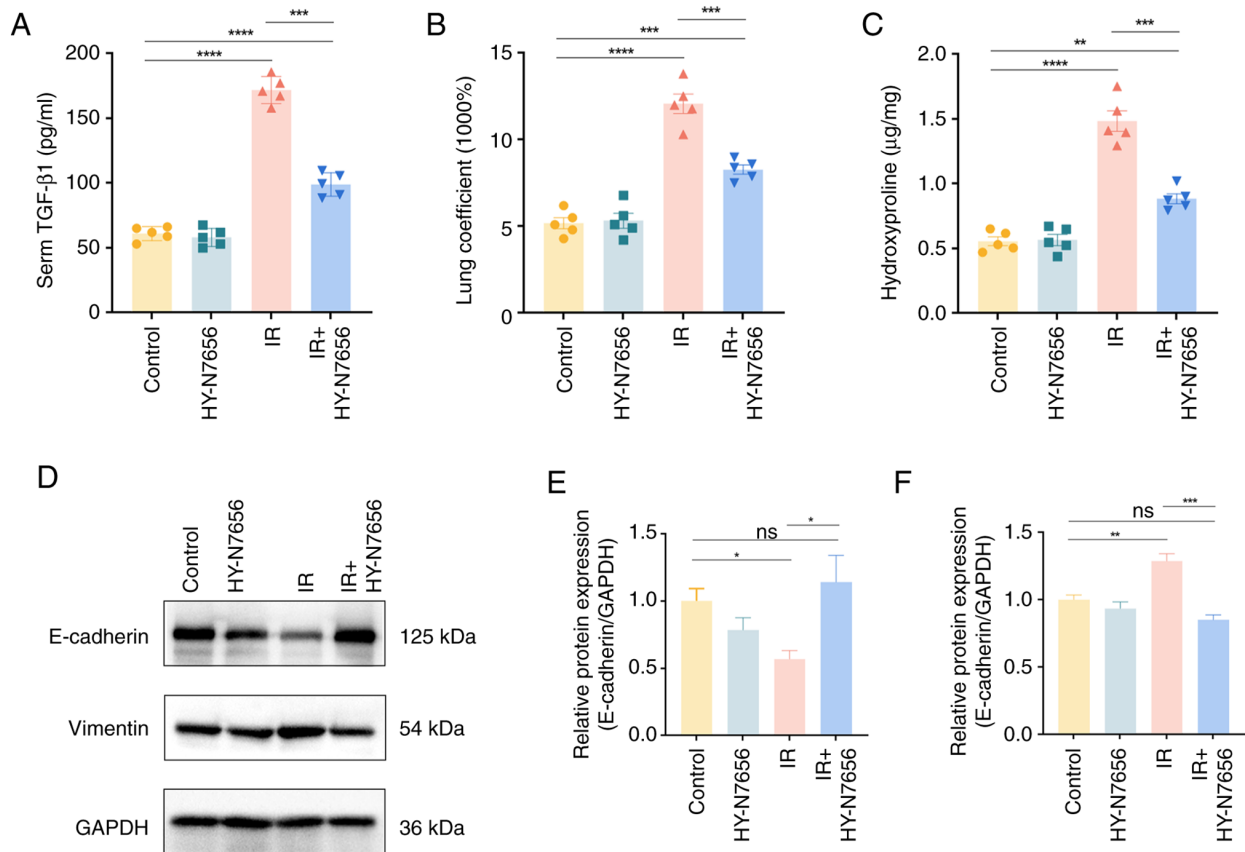 A
Serm TGF-β1 (pg/ml)
200
150
100
50
0
***
****
****
Control
HY-N7656
IR
IR+
HY-N7656
B
Lung coefficient (1000%)
15
10
5
0
***
***
****
Control
HY-N7656
IR
IR+
HY-N7656
C
Hydroxyproline (µg/mg)
2.0
1.5
1.0
0.5
0.0
***
**
****
Control
HY-N7656
IR
IR+
HY-N7656
D
Control
HY-N7656
IR
IR+
HY-N7656
E-cadherin
125 kDa
Vimentin
54 kDa
GAPDH
36 kDa
E
Relative protein expression
(E-cadherin/GAPDH)
1.5
1.0
0.5
0.0
*
ns
*
Control
HY-N7656
IR
IR+
HY-N7656
F
Relative protein expression
(E-cadherin/GAPDH)
1.5
1.0
0.5
0.0
***
ns
**
Control
HY-N7656
IR
IR+
HY-N7656